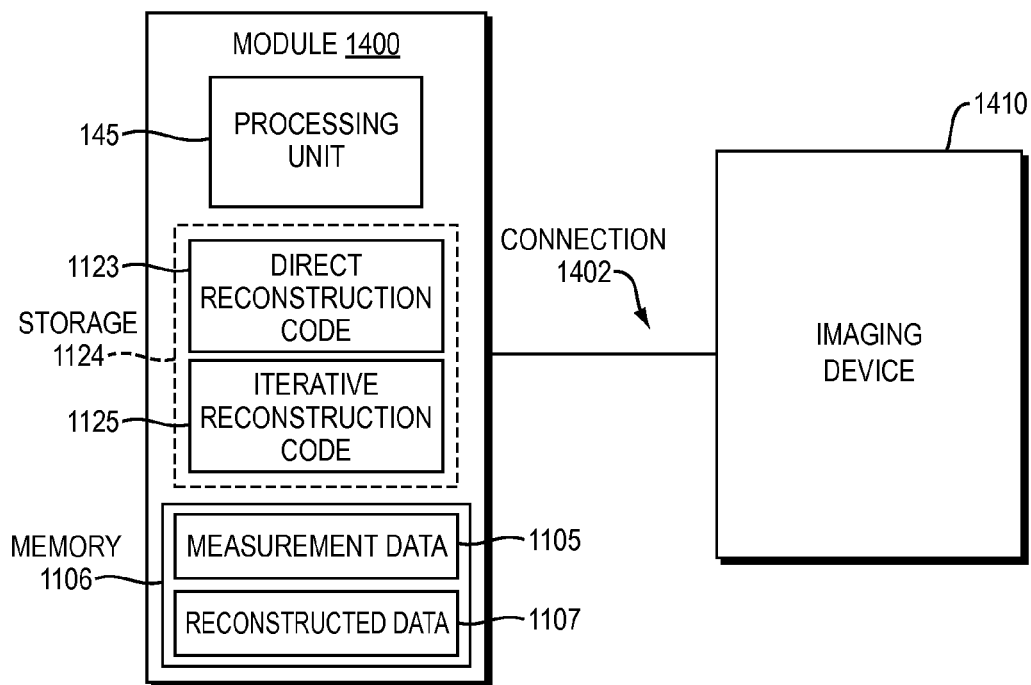 MODULE 1400
145
PROCESSING
UNIT
1123
DIRECT
RECONSTRUCTION
CODE
STORAGE
1124
1125
ITERATIVE
RECONSTRUCTION
CODE
MEMORY
1106
MEASUREMENT DATA
1105
RECONSTRUCTED DATA
1107
CONNECTION
1402
1410
IMAGING
DEVICE